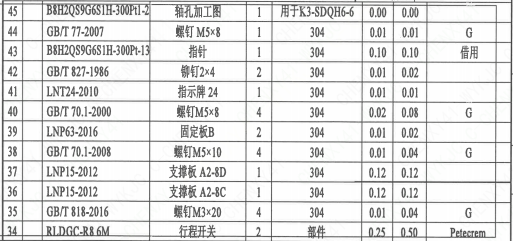 45 B8H2QS9G6S1H-300Pt1-2 轴孔加工图 1 用于K3-SDQH6-6 0.00 0.00
44 GB/T 77-2007 螺钉 M5×8 1 304 0.01 0.01 G
43 B8H2QS9G6S1H-300Pt-13 指针 1 304 0.10 0.10 借用
42 GB/T 827-1986 铆钉2×4 2 304 0.01 0.02
41 LNT24-2010 指示牌 24 1 304 0.01 0.01
40 GB/T 70.1-2000 螺钉M5×8 4 304 0.02 0.08 G
39 LNP63-2016 固定板B 2 304 0.01 0.02
38 GB/T 70.1-2008 螺钉M5×10 4 304 0.01 0.04 G
37 LNP15-2012 支撑板 A2-8D 1 304 0.12 0.12
36 LNP15-2012 支撑板 A2-8C 1 304 0.12 0.12
35 GB/T 818-2016 螺钉M3×20 4 304 0.01 0.04 G
34 RLDGC-R8 6M 行程开关 2 部件 0.25 0.50 Petecrem